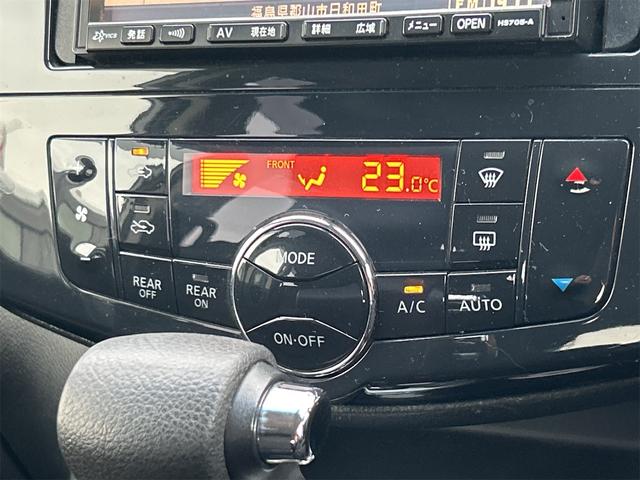 福島県郡山市日和田町
VICS 発話 AV 現在地 詳細 広域 メニュー OPEN HS705-A
FRONT 23.0°C
MODE
REAR OFF
REAR ON
A/C
AUTO
ON·OFF